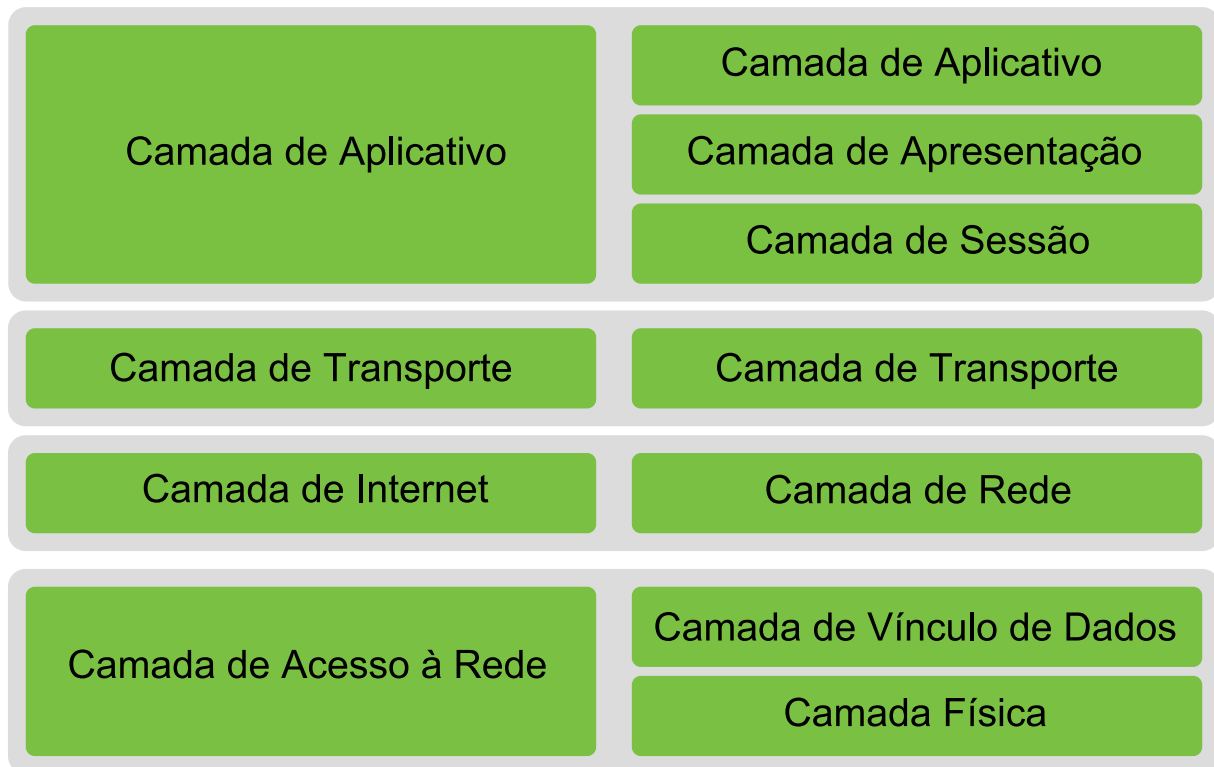 Camada de Aplicativo
Camada de Aplicativo
Camada de Apresentação
Camada de Sessão
Camada de Transporte
Camada de Transporte
Camada de Internet
Camada de Rede
Camada de Acesso à Rede
Camada de Vínculo de Dados
Camada Física